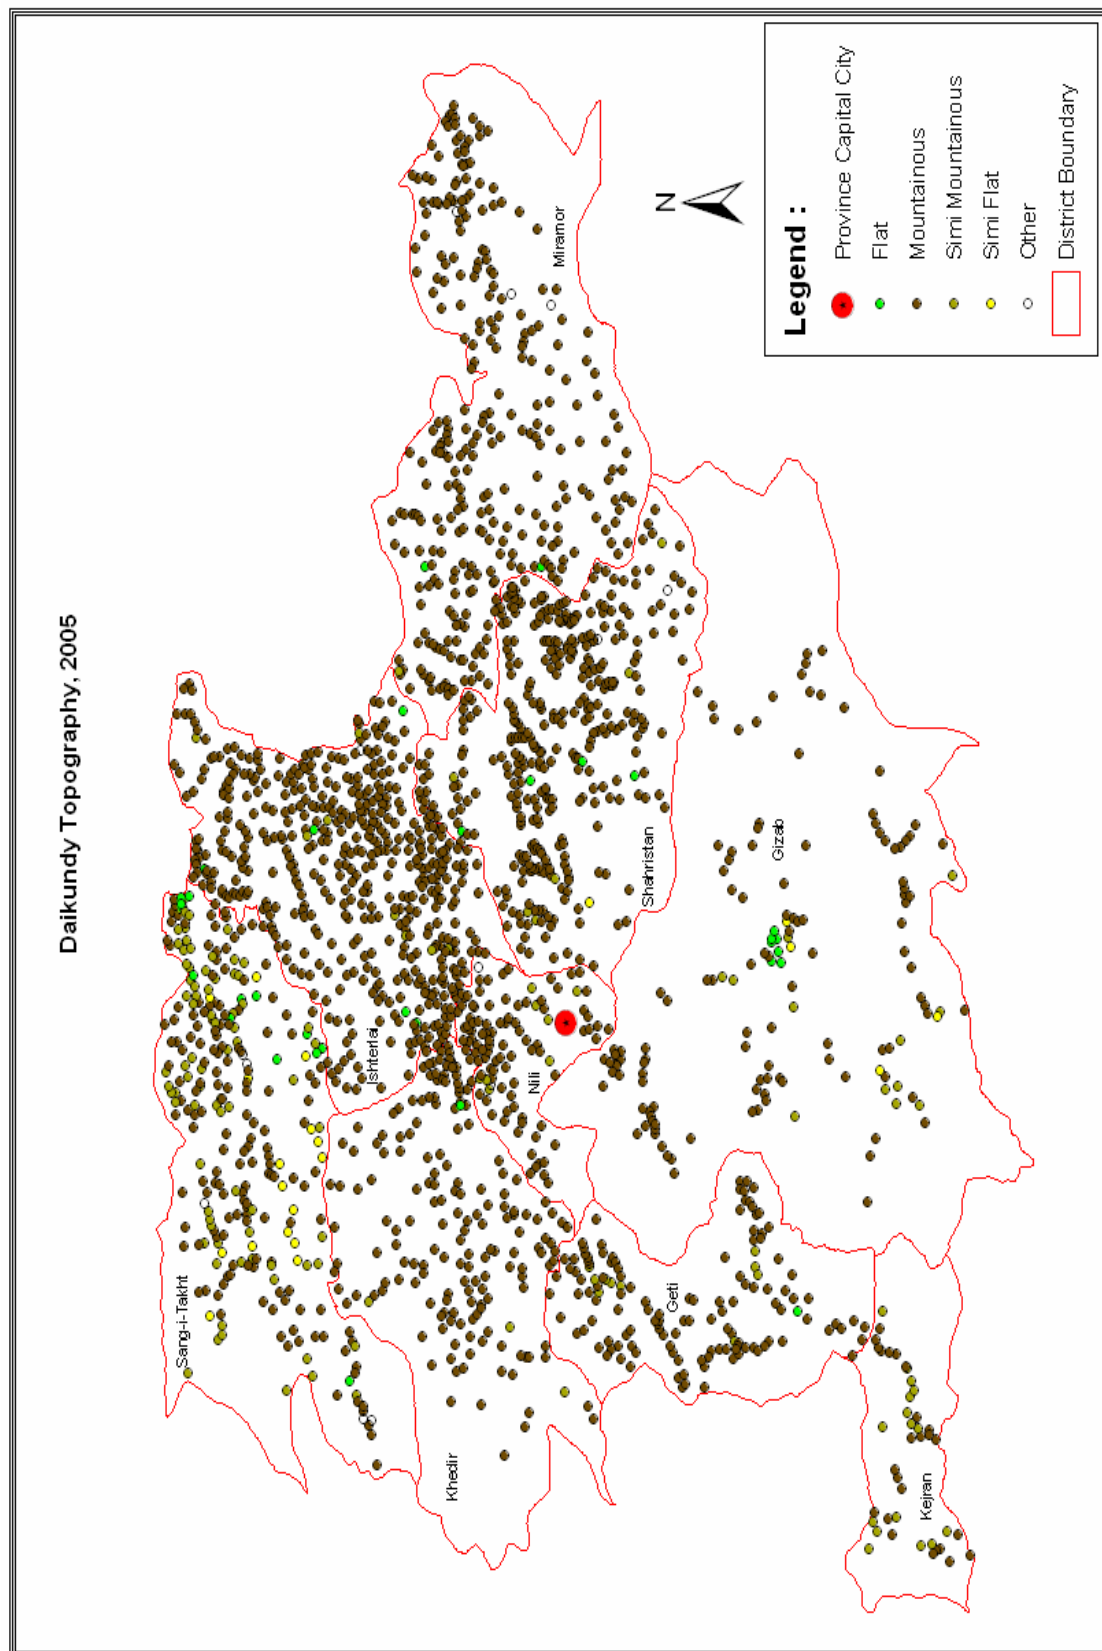 Daikundy Topography, 2005
Sang-i-Takht
Ishterlai
Khedir
Nili
Miramor
Shahristan
Geti
Gizab
Kejran
N
Legend :
Province Capital City
Flat
Mountainous
Simi Mountainous
Simi Flat
Other
District Boundary